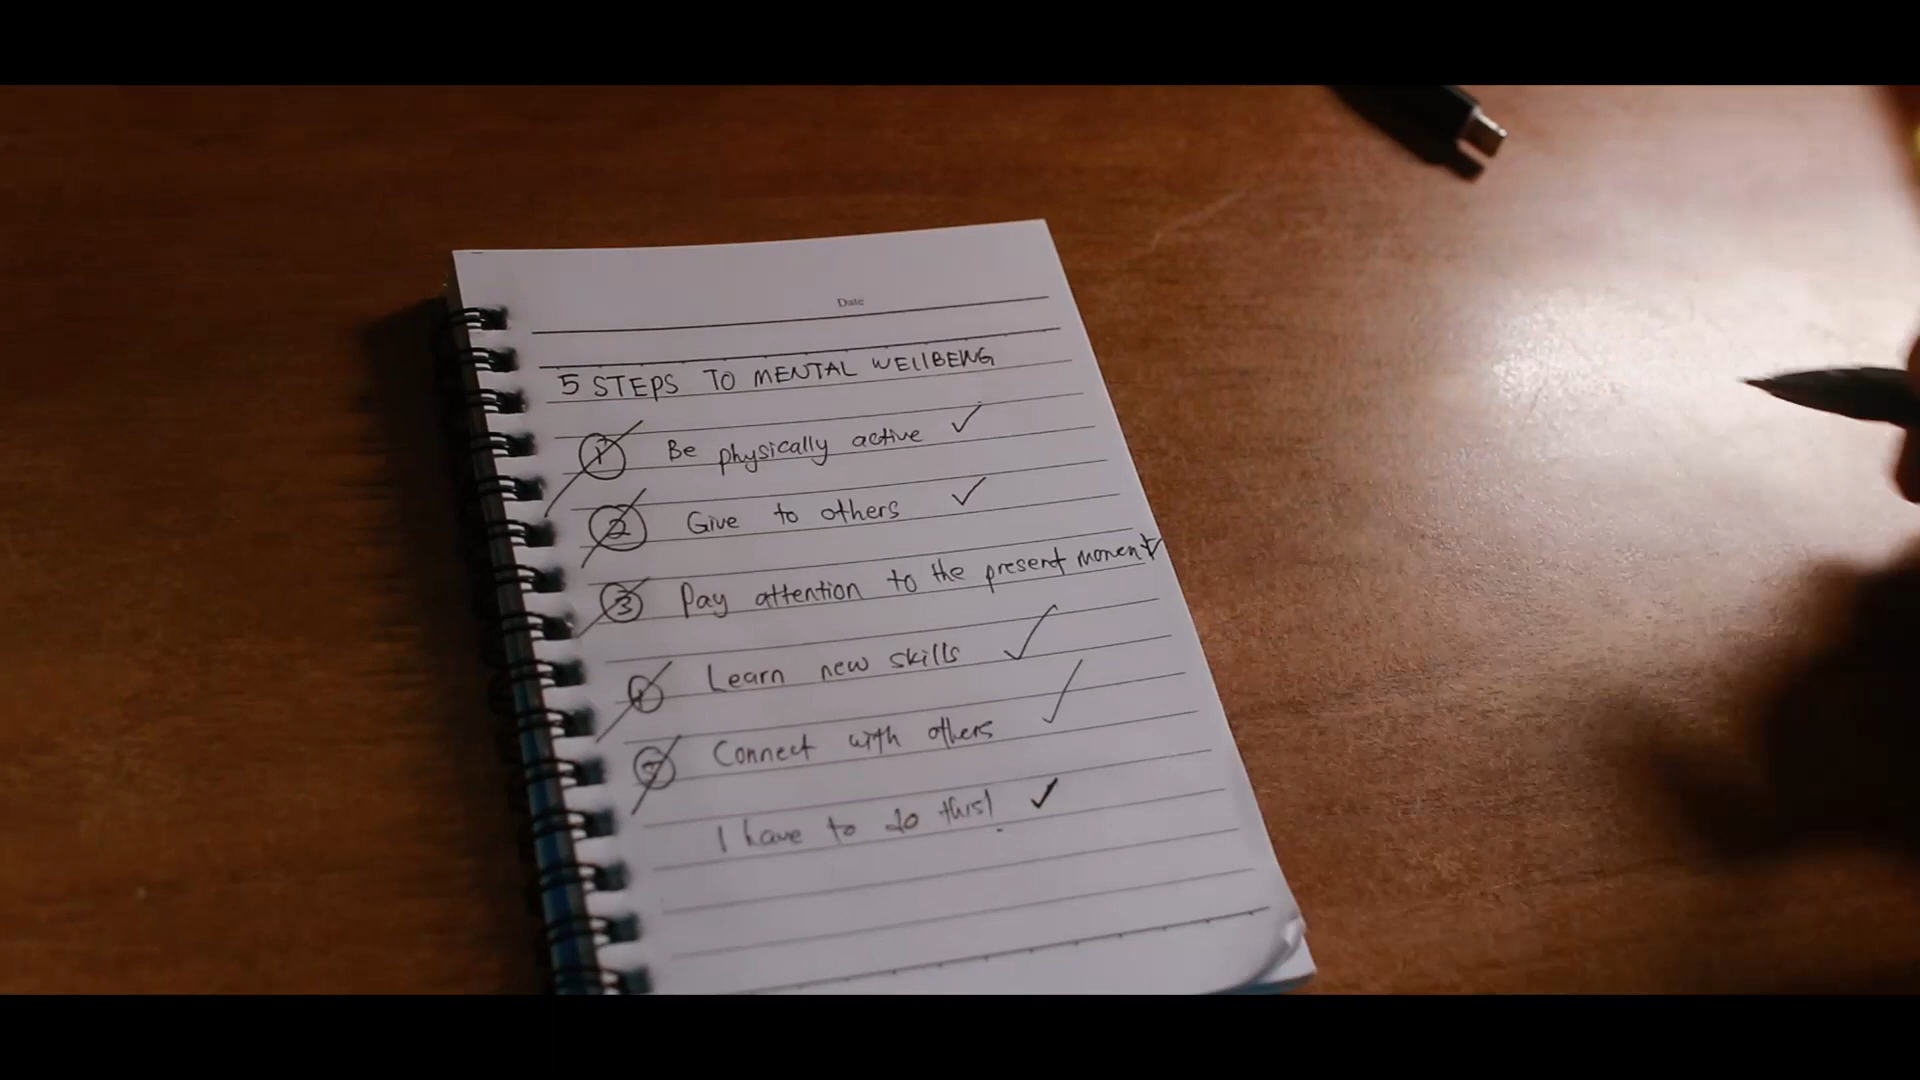 Date
5 STEPS TO MENTAL WELLBEING
1 Be physically active ✓
2 Give to others ✓
3 Pay attention to the present moment ✓
4 Learn new skills ✓
5 Connect with others ✓
I have to do this! ✓